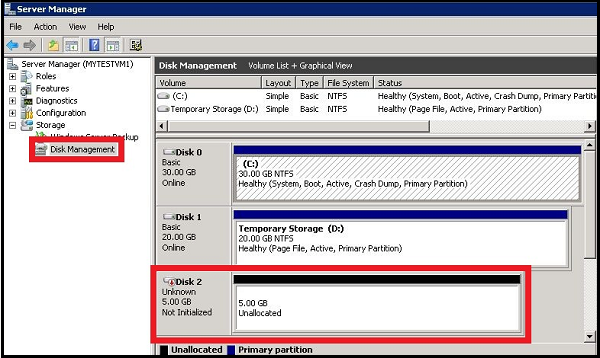 Server Manager
File Action View Help
Server Manager (MYTESTVM1)
Roles
Features
Diagnostics
Configuration
Storage
Windows Server Backup
Disk Management
Disk Management Volume List + Graphical View
Volume Layout Type File System Status
(C:) Simple Basic NTFS Healthy (System, Boot, Active, Crash Dump, Primary Partiti
Temporary Storage (D:) Simple Basic NTFS Healthy (Page File, Active, Primary Partition)
Disk 0
Basic
30.00 GB
Online
(C:)
30.00 GB NTFS
Healthy (System, Boot, Active, Crash Dump, Primary Partition)
Disk 1
Basic
20.00 GB
Online
Temporary Storage (D:)
20.00 GB NTFS
Healthy (Page File, Active, Primary Partition)
Disk 2
Unknown
5.00 GB
Not Initialized
5.00 GB
Unallocated
Unallocated Primary partition